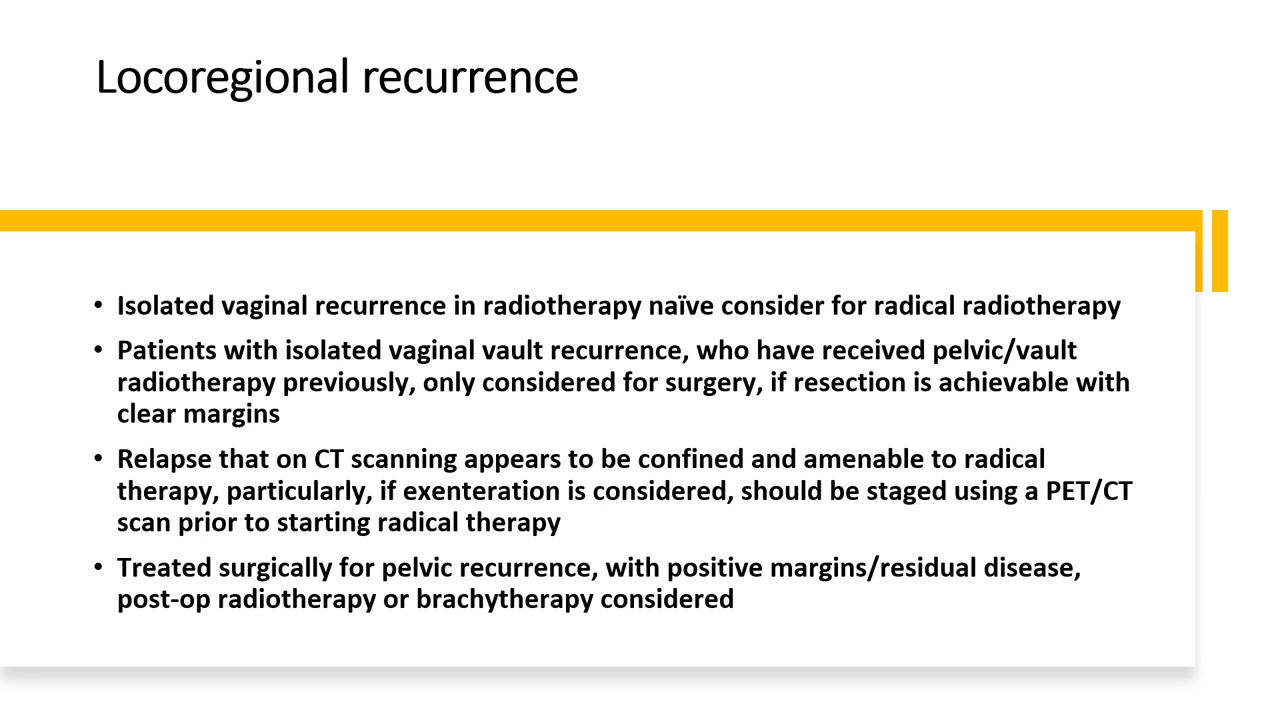 Locoregional recurrence
• Isolated vaginal recurrence in radiotherapy naïve consider for radical radiotherapy
• Patients with isolated vaginal vault recurrence, who have received pelvic/vault
radiotherapy previously, only considered for surgery, if resection is achievable with
clear margins
• Relapse that on CT scanning appears to be confined and amenable to radical
therapy, particularly, if exenteration is considered, should be staged using a PET/CT
scan prior to starting radical therapy
• Treated surgically for pelvic recurrence, with positive margins/residual disease,
post-op radiotherapy or brachytherapy considered